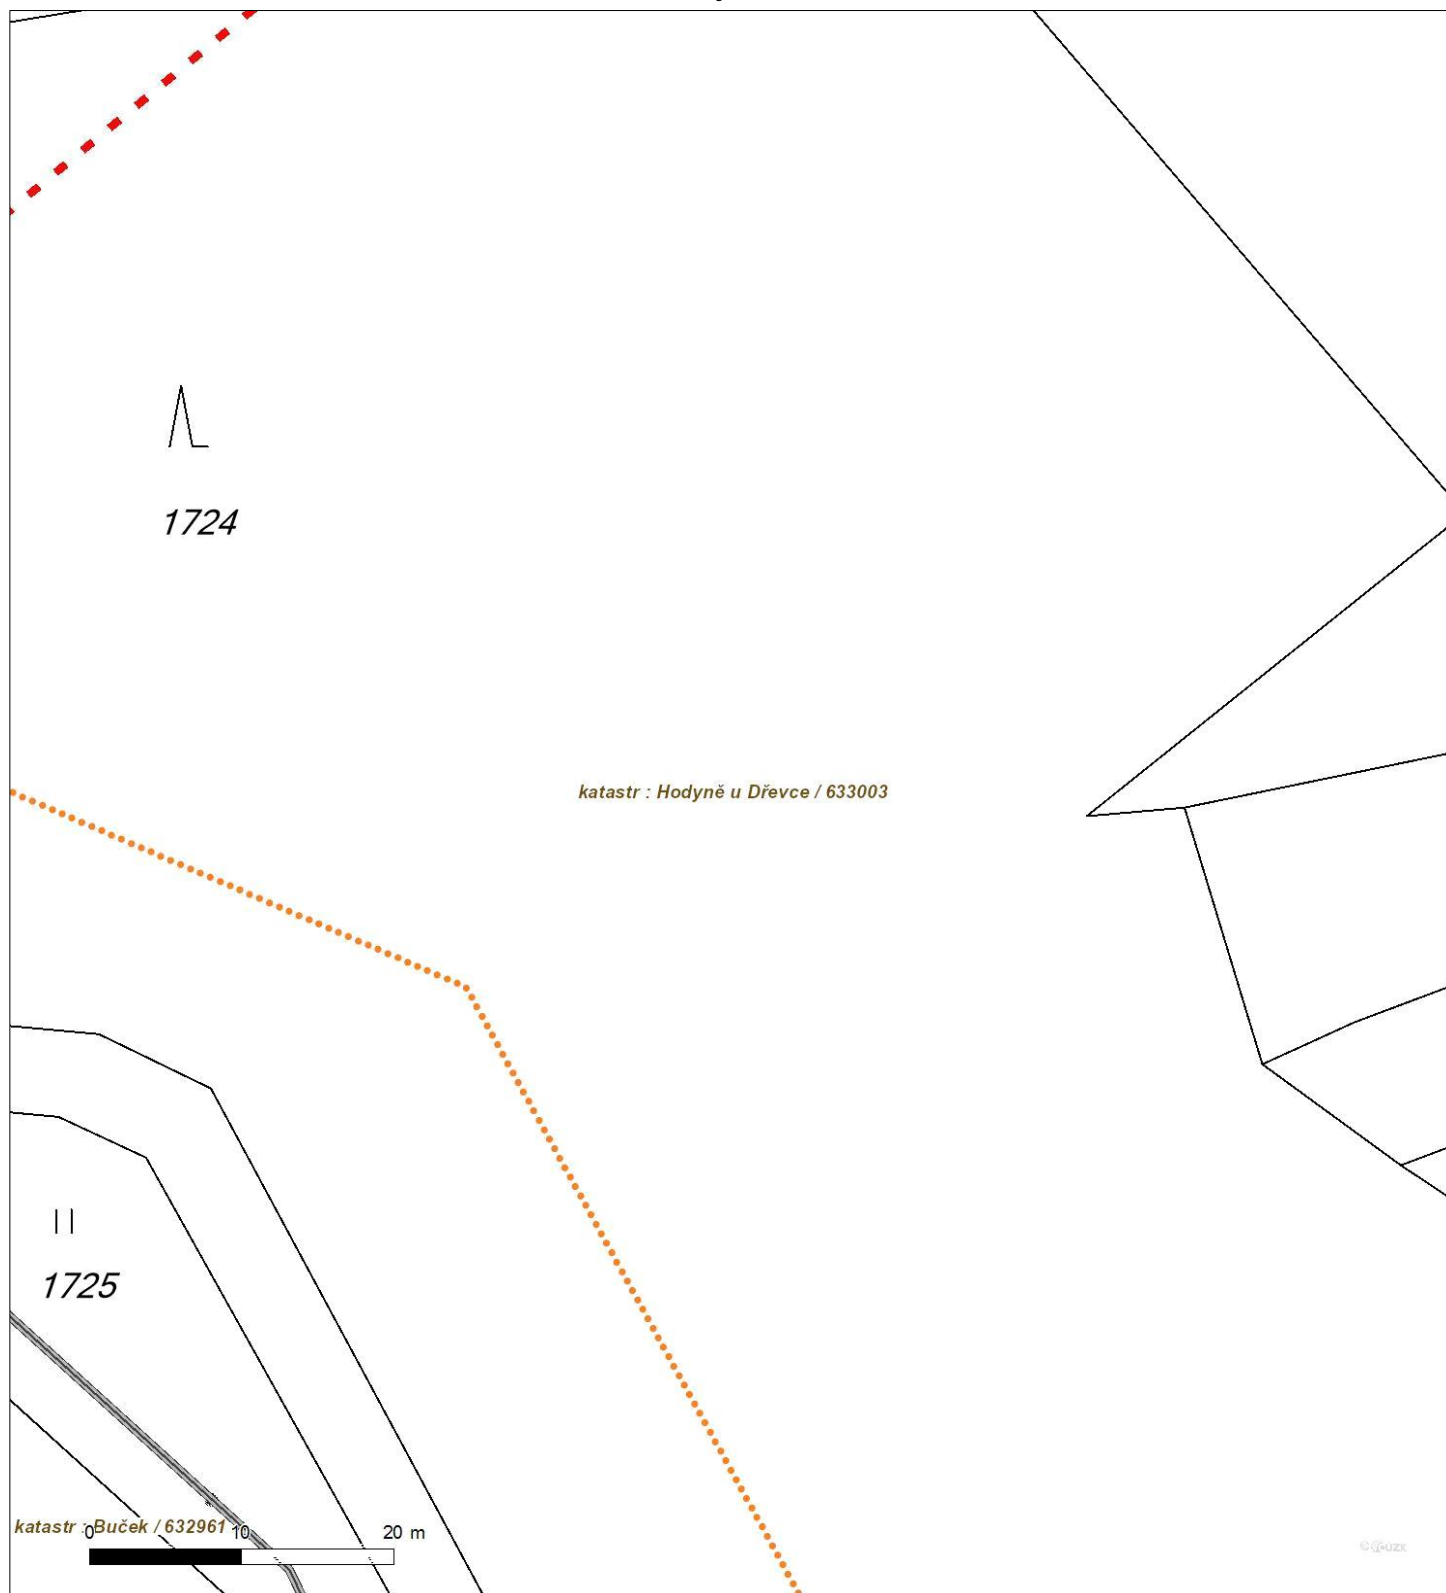 1724
katastr : Hodyně u Dřevce / 633003
1725
katastr : Buček / 632961
0 10 20 m